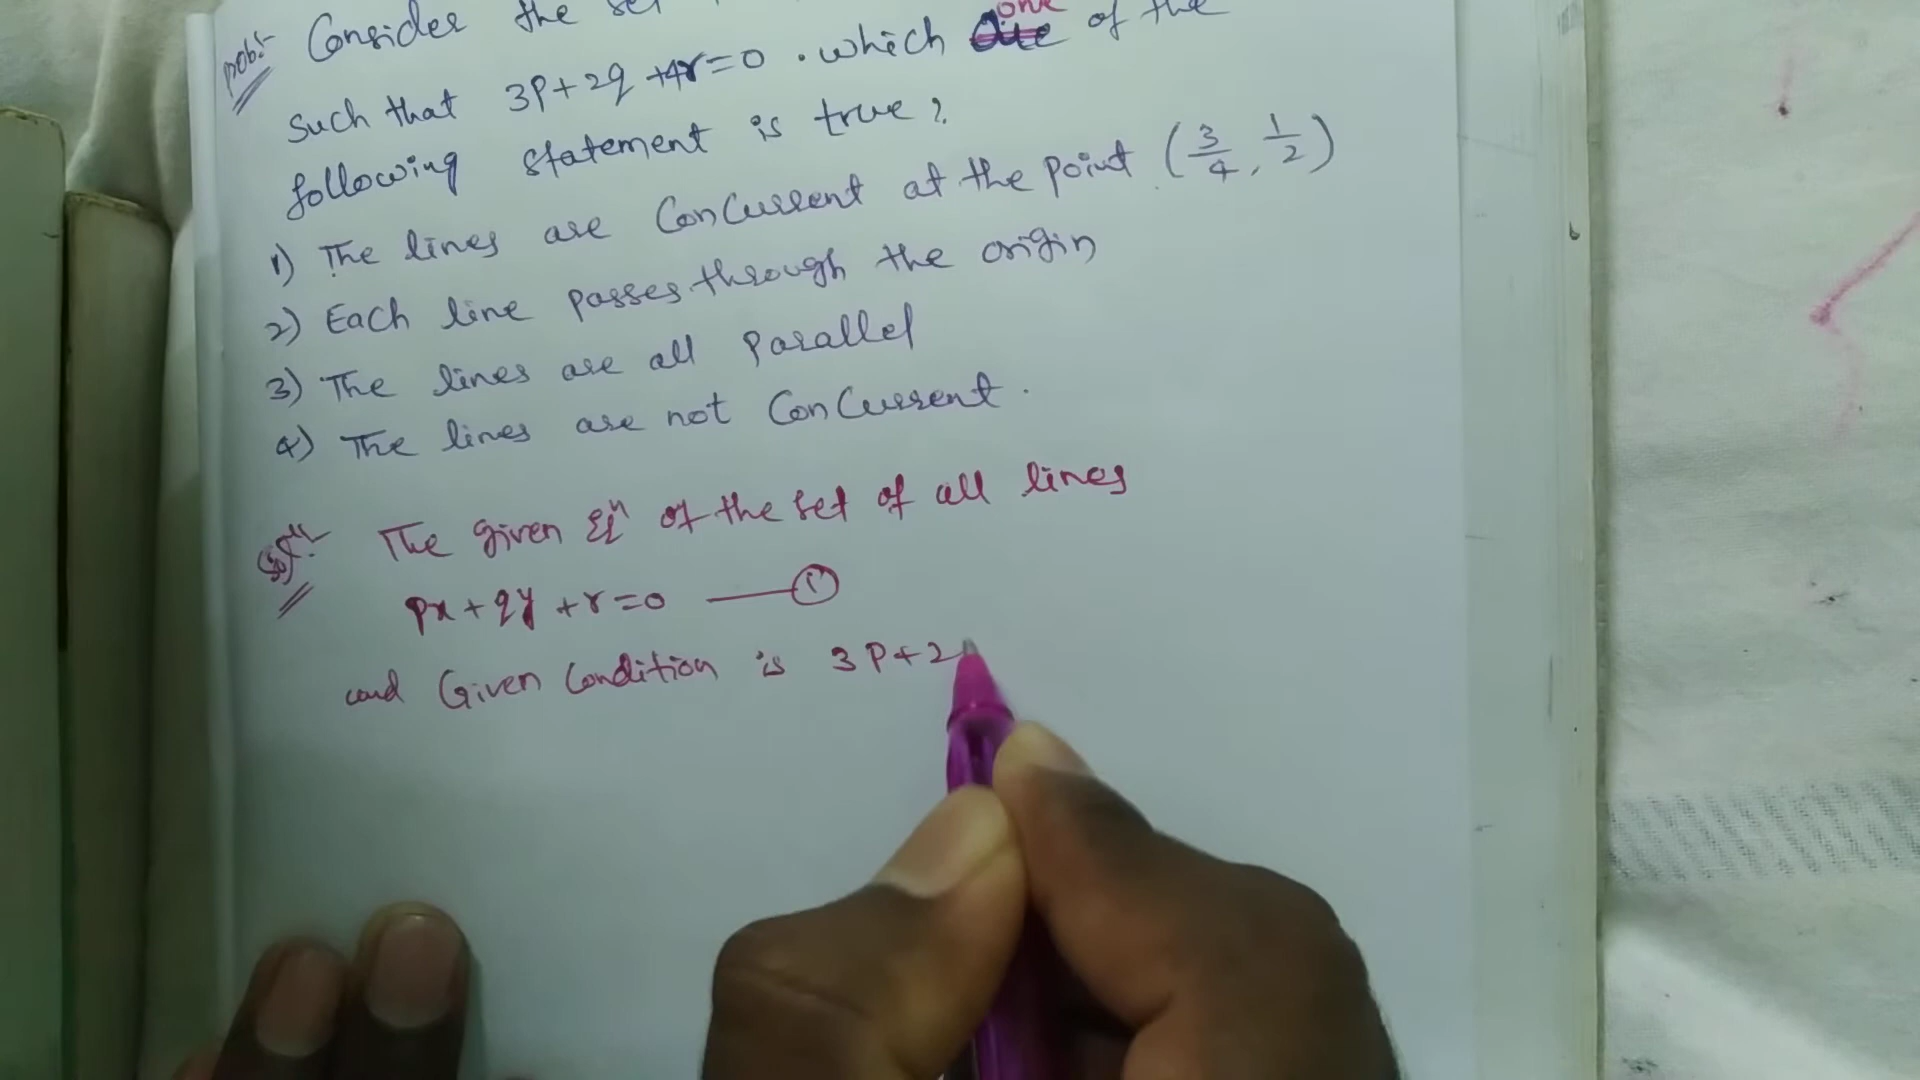 prob:- Consider the set
such that 3p+2q+4r=0. which one of the
following statement is true?
1) The lines are Concurrent at the point (3/4, 1/2)
2) Each line passes through the origin
3) The lines are all parallel
4) The lines are not Concurrent.
Sol:- The given Eqⁿ of the set of all lines
px+qy+r=0 —— ①
and Given Condition is 3p+2